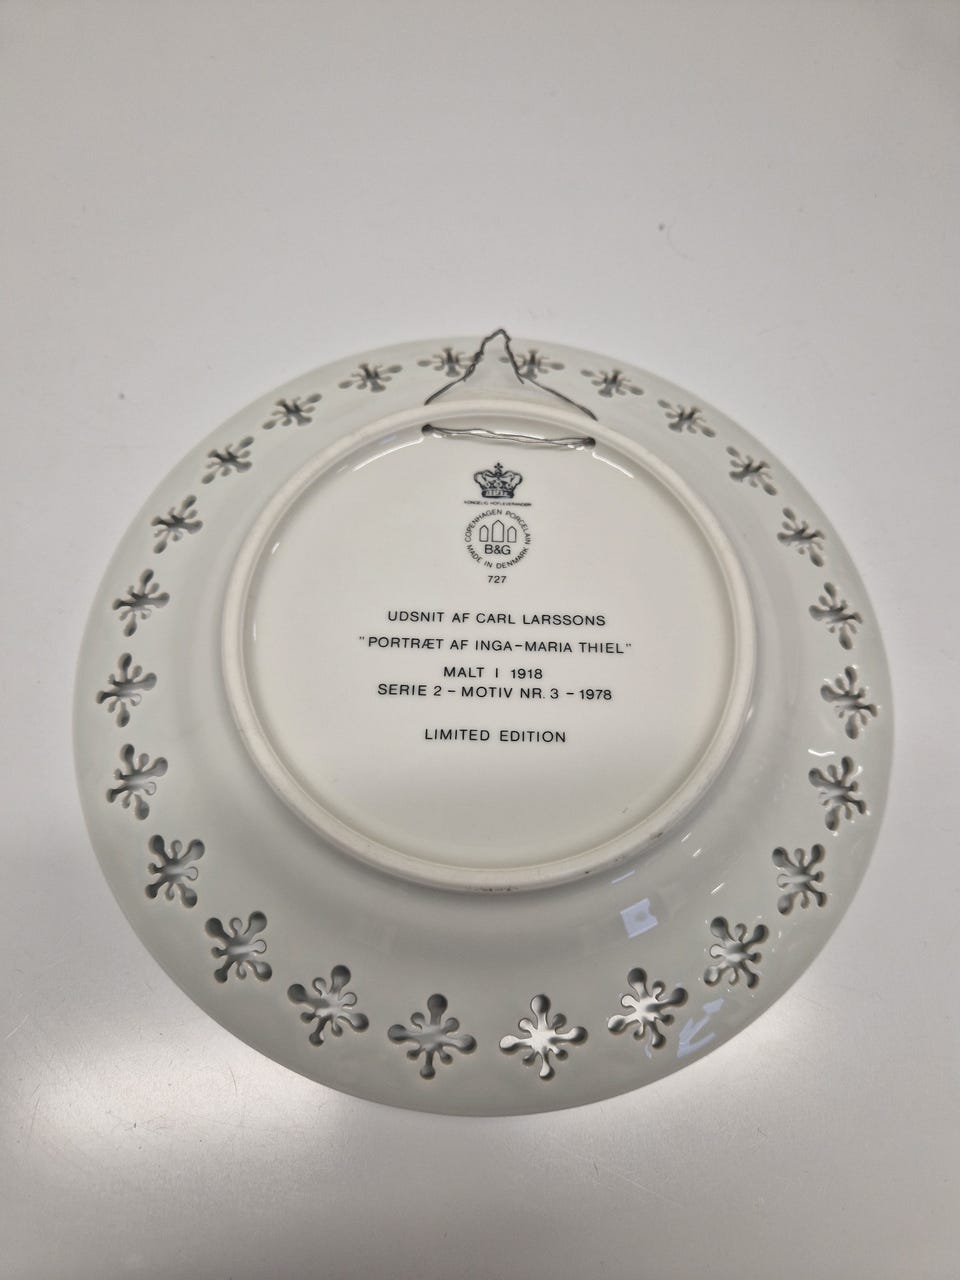 KONGELIG HOFLEVERANDØR
COPENHAGEN PORCELAIN
B&G
MADE IN DENMARK
727
UDSNIT AF CARL LARSSONS
"PORTRÆT AF INGA-MARIA THIEL"
MALT I 1918
SERIE 2 - MOTIV NR. 3 - 1978
LIMITED EDITION